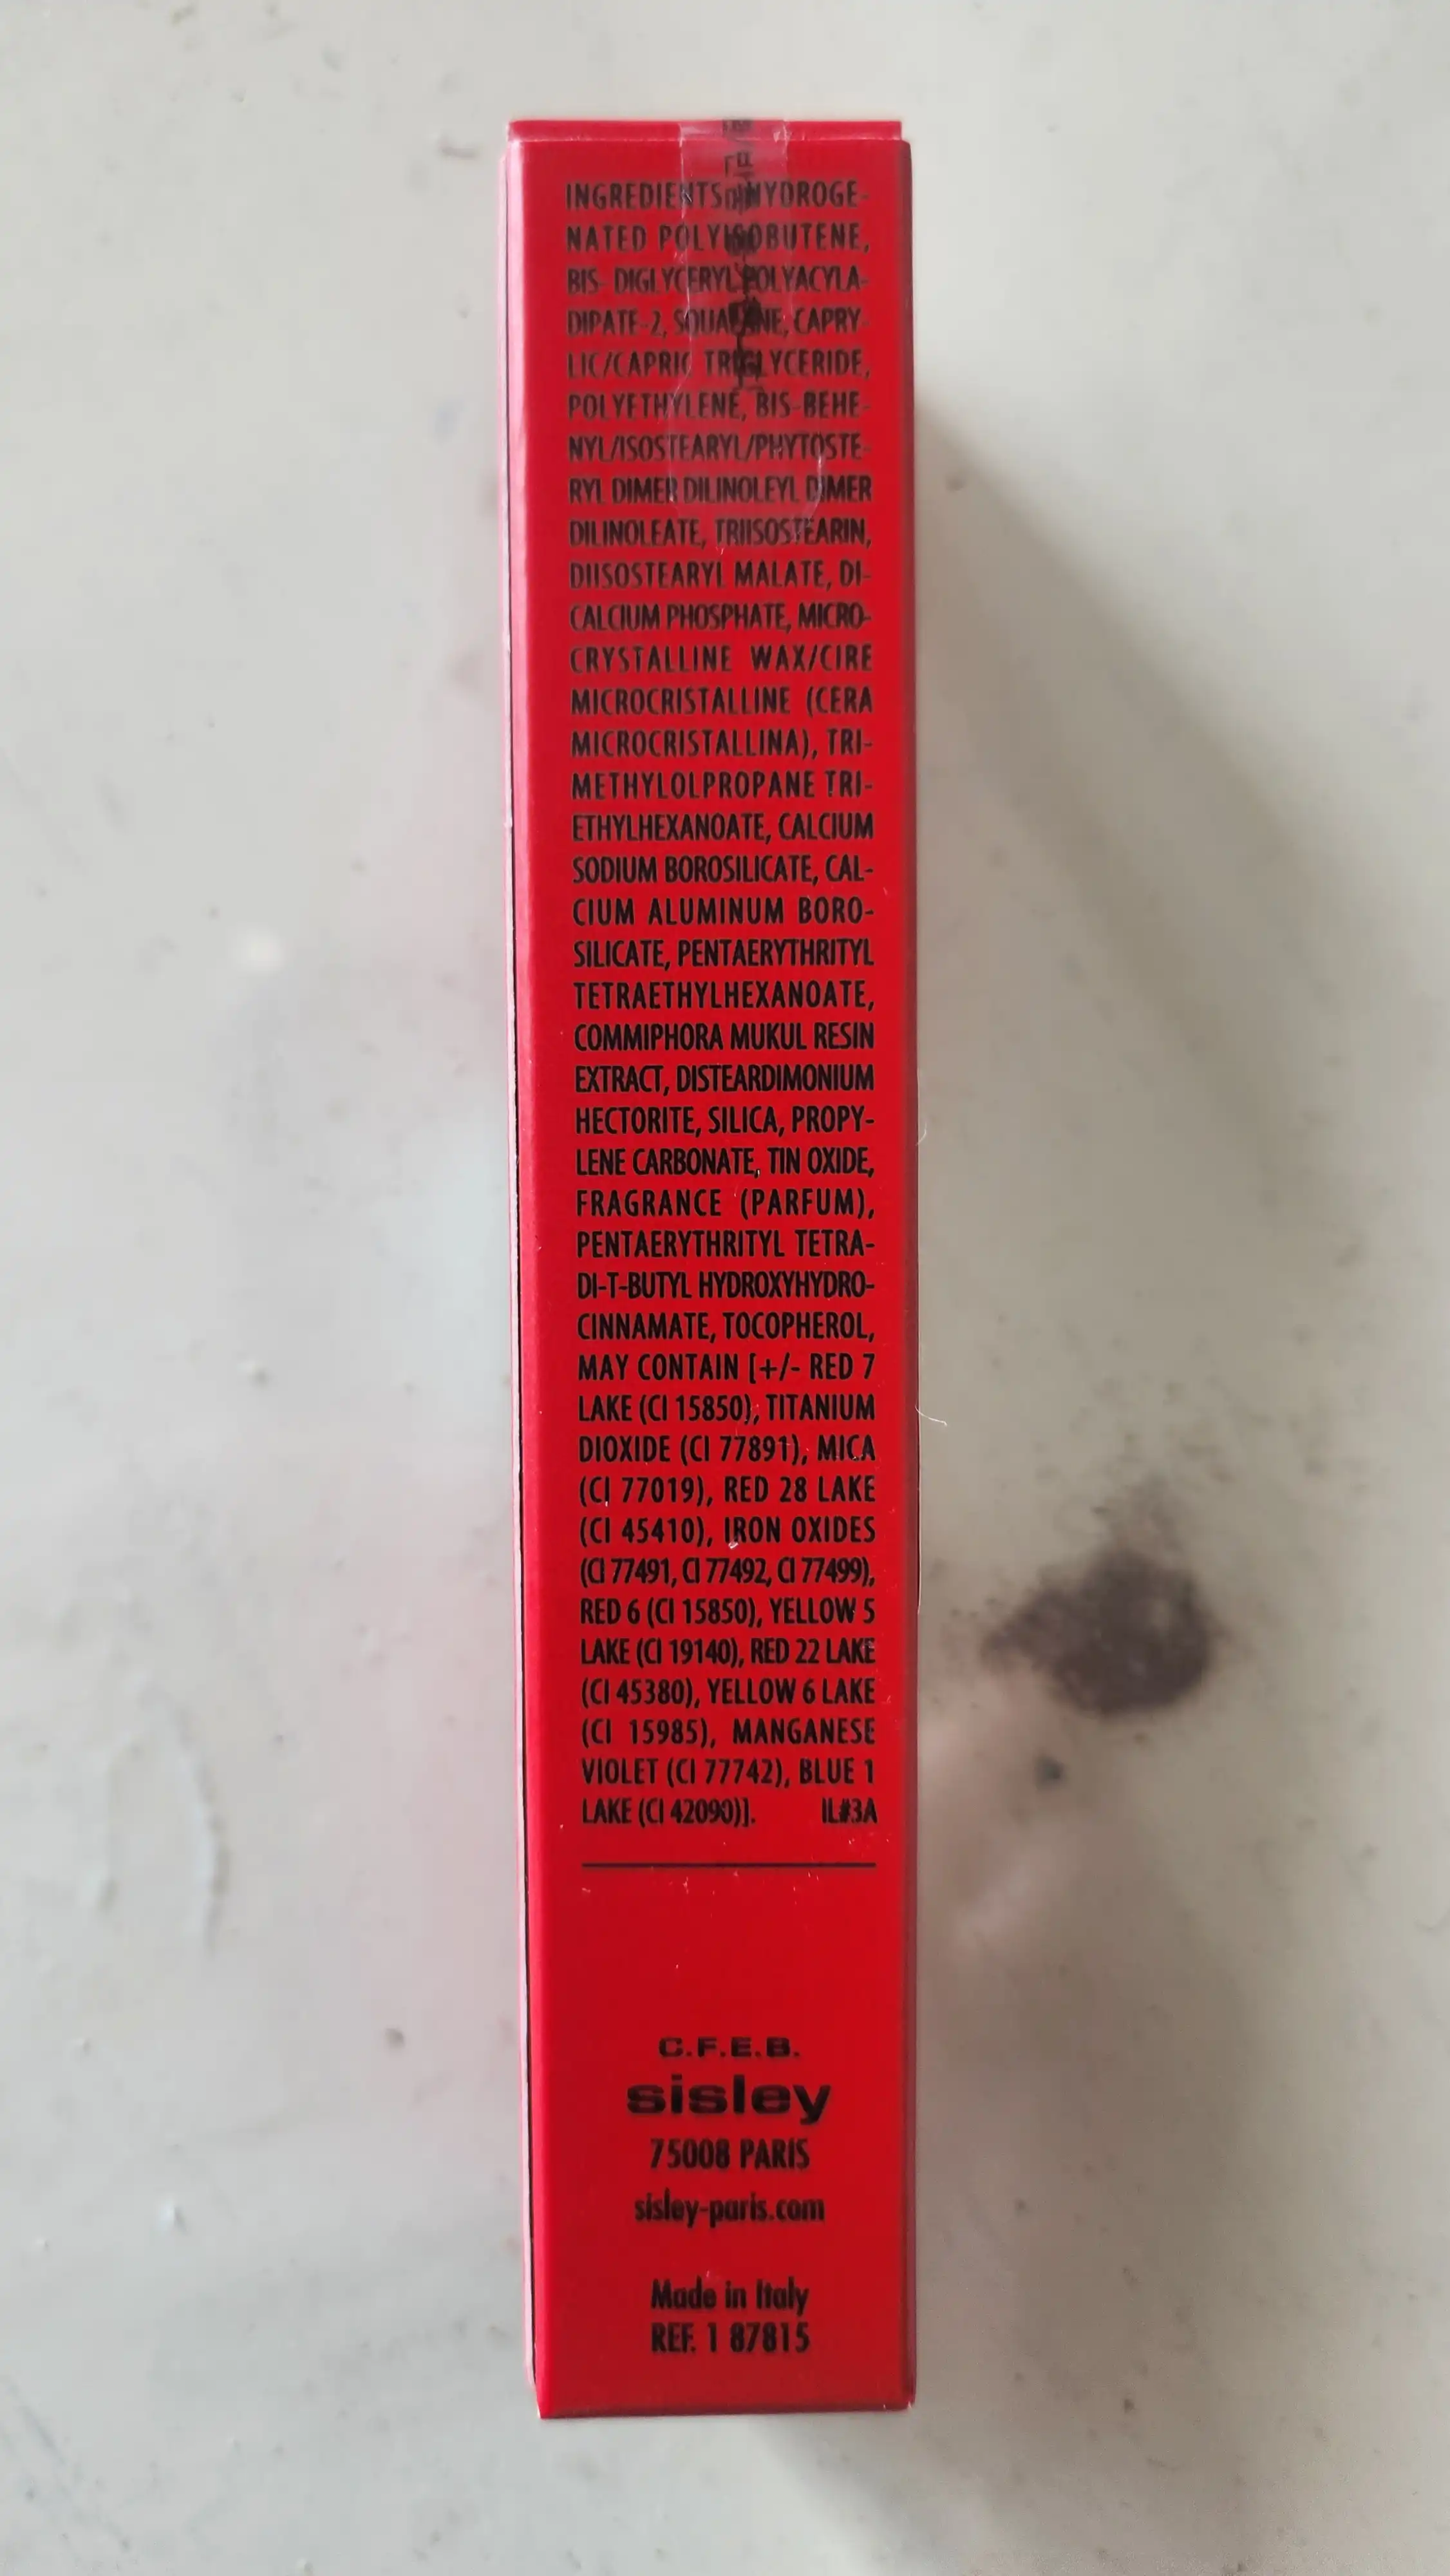 INGREDIENTS: HYDROGE-
NATED POLYISOBUTENE,
BIS- DIGLYCERYL POLYACYLA-
DIPATE-2, SQUALANE, CAPRY-
LIC/CAPRIC TRIGLYCERIDE,
POLYETHYLENE, BIS-BEHE-
NYL/ISOSTEARYL/PHYTOSTE-
RYL DIMER DILINOLEYL DIMER
DILINOLEATE, TRIISOSTEARIN,
DIISOSTEARYL MALATE, DI-
CALCIUM PHOSPHATE, MICRO-
CRYSTALLINE WAX/CIRE
MICROCRISTALLINE (CERA
MICROCRISTALLINA), TRI-
METHYLOLPROPANE TRI-
ETHYLHEXANOATE, CALCIUM
SODIUM BOROSILICATE, CAL-
CIUM ALUMINUM BORO-
SILICATE, PENTAERYTHRITYL
TETRAETHYLHEXANOATE,
COMMIPHORA MUKUL RESIN
EXTRACT, DISTEARDIMONIUM
HECTORITE, SILICA, PROPY-
LENE CARBONATE, TIN OXIDE,
FRAGRANCE (PARFUM),
PENTAERYTHRITYL TETRA-
DI-T-BUTYL HYDROXYHYDRO-
CINNAMATE, TOCOPHEROL,
MAY CONTAIN [+/- RED 7
LAKE (CI 15850), TITANIUM
DIOXIDE (CI 77891), MICA
(CI 77019), RED 28 LAKE
(CI 45410), IRON OXIDES
(CI 77491, CI 77492, CI 77499),
RED 6 (CI 15850), YELLOW 5
LAKE (CI 19140), RED 22 LAKE
(CI 45380), YELLOW 6 LAKE
(CI 15985), MANGANESE
VIOLET (CI 77742), BLUE 1
LAKE (CI 42090)]. IL#3A
C.F.E.B.
sisley
75008 PARIS
sisley-paris.com
Made in Italy
REF. 1 87815